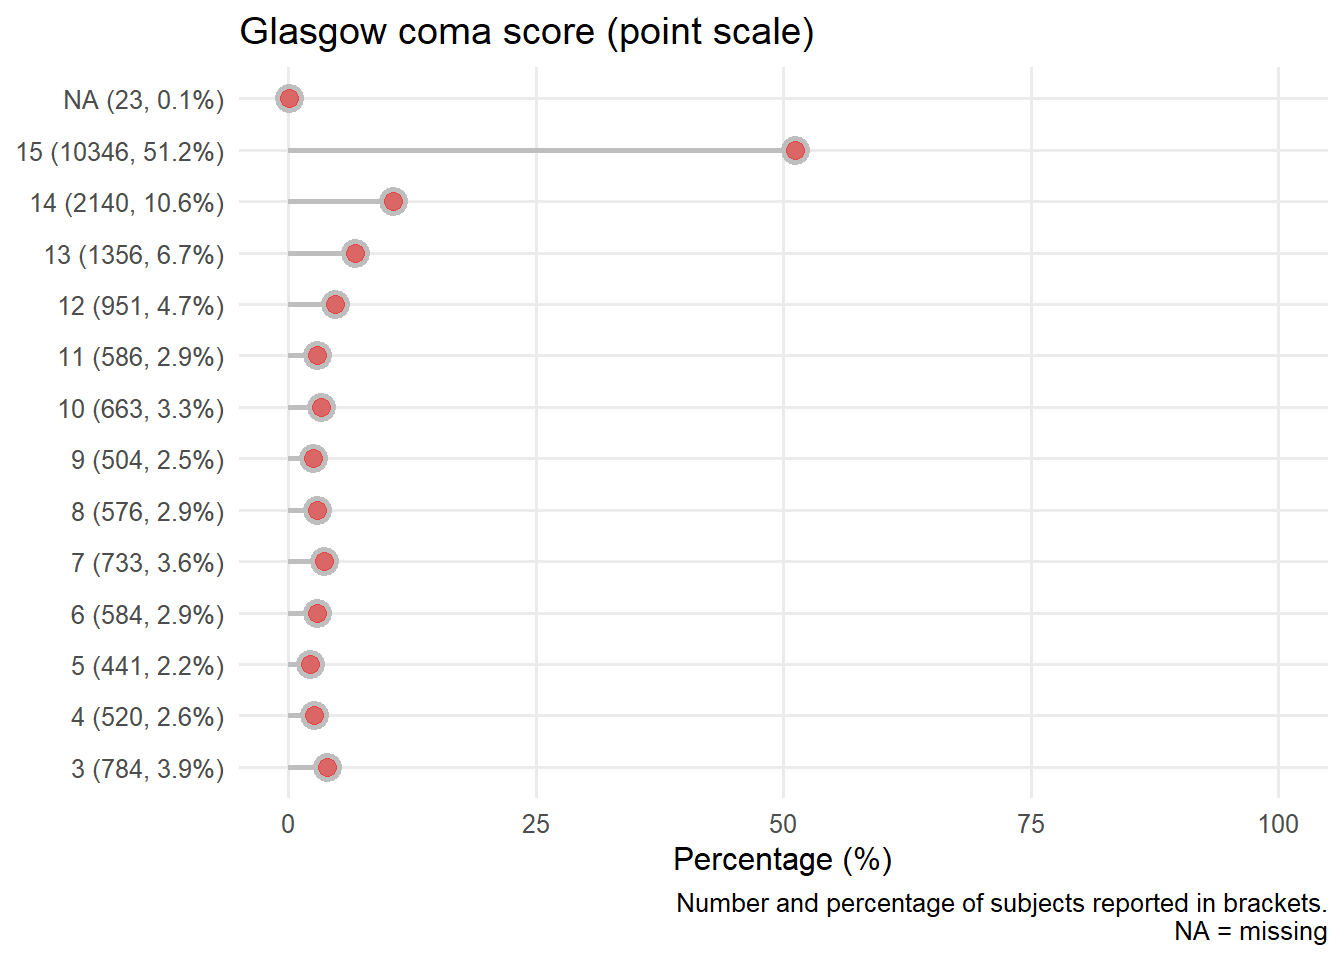 Glasgow coma score (point scale)
NA (23, 0.1%)
15 (10346, 51.2%)
14 (2140, 10.6%)
13 (1356, 6.7%)
12 (951, 4.7%)
11 (586, 2.9%)
10 (663, 3.3%)
9 (504, 2.5%)
8 (576, 2.9%)
7 (733, 3.6%)
6 (584, 2.9%)
5 (441, 2.2%)
4 (520, 2.6%)
3 (784, 3.9%)
0 25 50 75 100
Percentage (%)
Number and percentage of subjects reported in brackets.
NA = missing